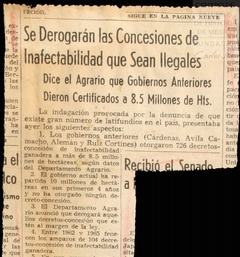 racion.
SIGUE EN LA PAGINA NUEVE
Se Derogarán las Concesiones de
Inafectabilidad que Sean Ilegales
Dice el Agrario que Gobiernos Anteriores
Dieron Certificados a 8.5 Millones de Hts.
La indagación provocada por la denuncia de que
existe gran número de latifundios en el país, presentaba
ayer los siguientes aspectos:
1. Los gobiernos anteriores (Cárdenas, Avila Ca-
macho, Alemán y Ruiz Cortines) otorgaron 726 decretos-
concesión de inafectabilidad
ganadera a más de 8.5 millo-
nes de hectáreas, según datos
del Departamento Agrario.
2. El gobierno actual ha re-
partido 10 millones de hectá-
reas en sus primeros 4 años
y no ha otorgado ningún de-
creto-concesión.
3. El Departamento Agra-
rio anunció que derogará aque-
llos decretos-concesión que es-
tén al margen de la ley.
4. Entre 1962 y 1965 fene-
cen los amparos de 104 decre-
tos-concesión de inafectabili-
dad ganadera.
Recibió el Senado